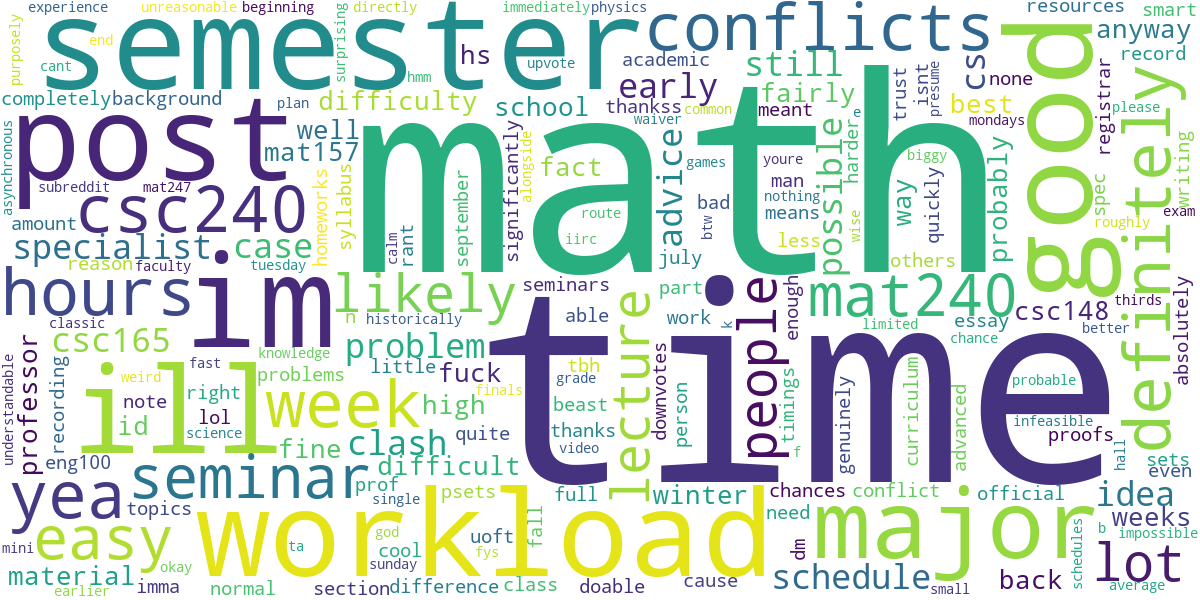 experience
unreasonable
beginning
directly
immediately
physics
resources
smart
semester
conflicts
good
anyway
purposely
end
cant
surprising
hmm
hs
upvote
academic
early
still
cs
none
record
completely
background
plan
difficulty
school
thankss
common
meant
fairly
trust
isnt
presume
best
mondays
registrar
definitely
please
writing
asynchronous
post
math
well
mat157
waiver
e
subreddit
mat247
syllabus
homeworks
fact
significantly
alongside
advice
games
youre
man
nothing
possible
harder
biggy
way
quickly
probably
spec
exam
amount
csc240
route
means
bad
btw
wise
roughly
specialist
case
calm
rant
september
iirc
july
less
others
reason
faculty
tuesday
hours
im
likely
seminars
part
mat240
csc148
thirds
absolutely
classic
n
historically
able
work
k
people
enough
limited
essay
chance
better
csc165
problem
time
understandable
professor
recording
weird
fast
knowledge
problems
little
fuck
tbh
grade
lecture
downvotes
person
timings
f
genuinely
curriculum
advanced
probable
note
right
lol
science
ill
week
high
finals
beast
infeasible
proofs
id
eng100
fine
clash
quite
thanks
video
hall
sets
even
seminar
prof
difficult
single
psets
full
winter
chances
conflict
official
idea
yea
topics
workload
god
cool
uoft
fys
fall
need
major
weeks
b
impossible
mini
easy
okay
ta
sunday
dm
schedules
material
earlier
imma
normal
section
difference
class
doable
cause
schedule
small
back
lot
average